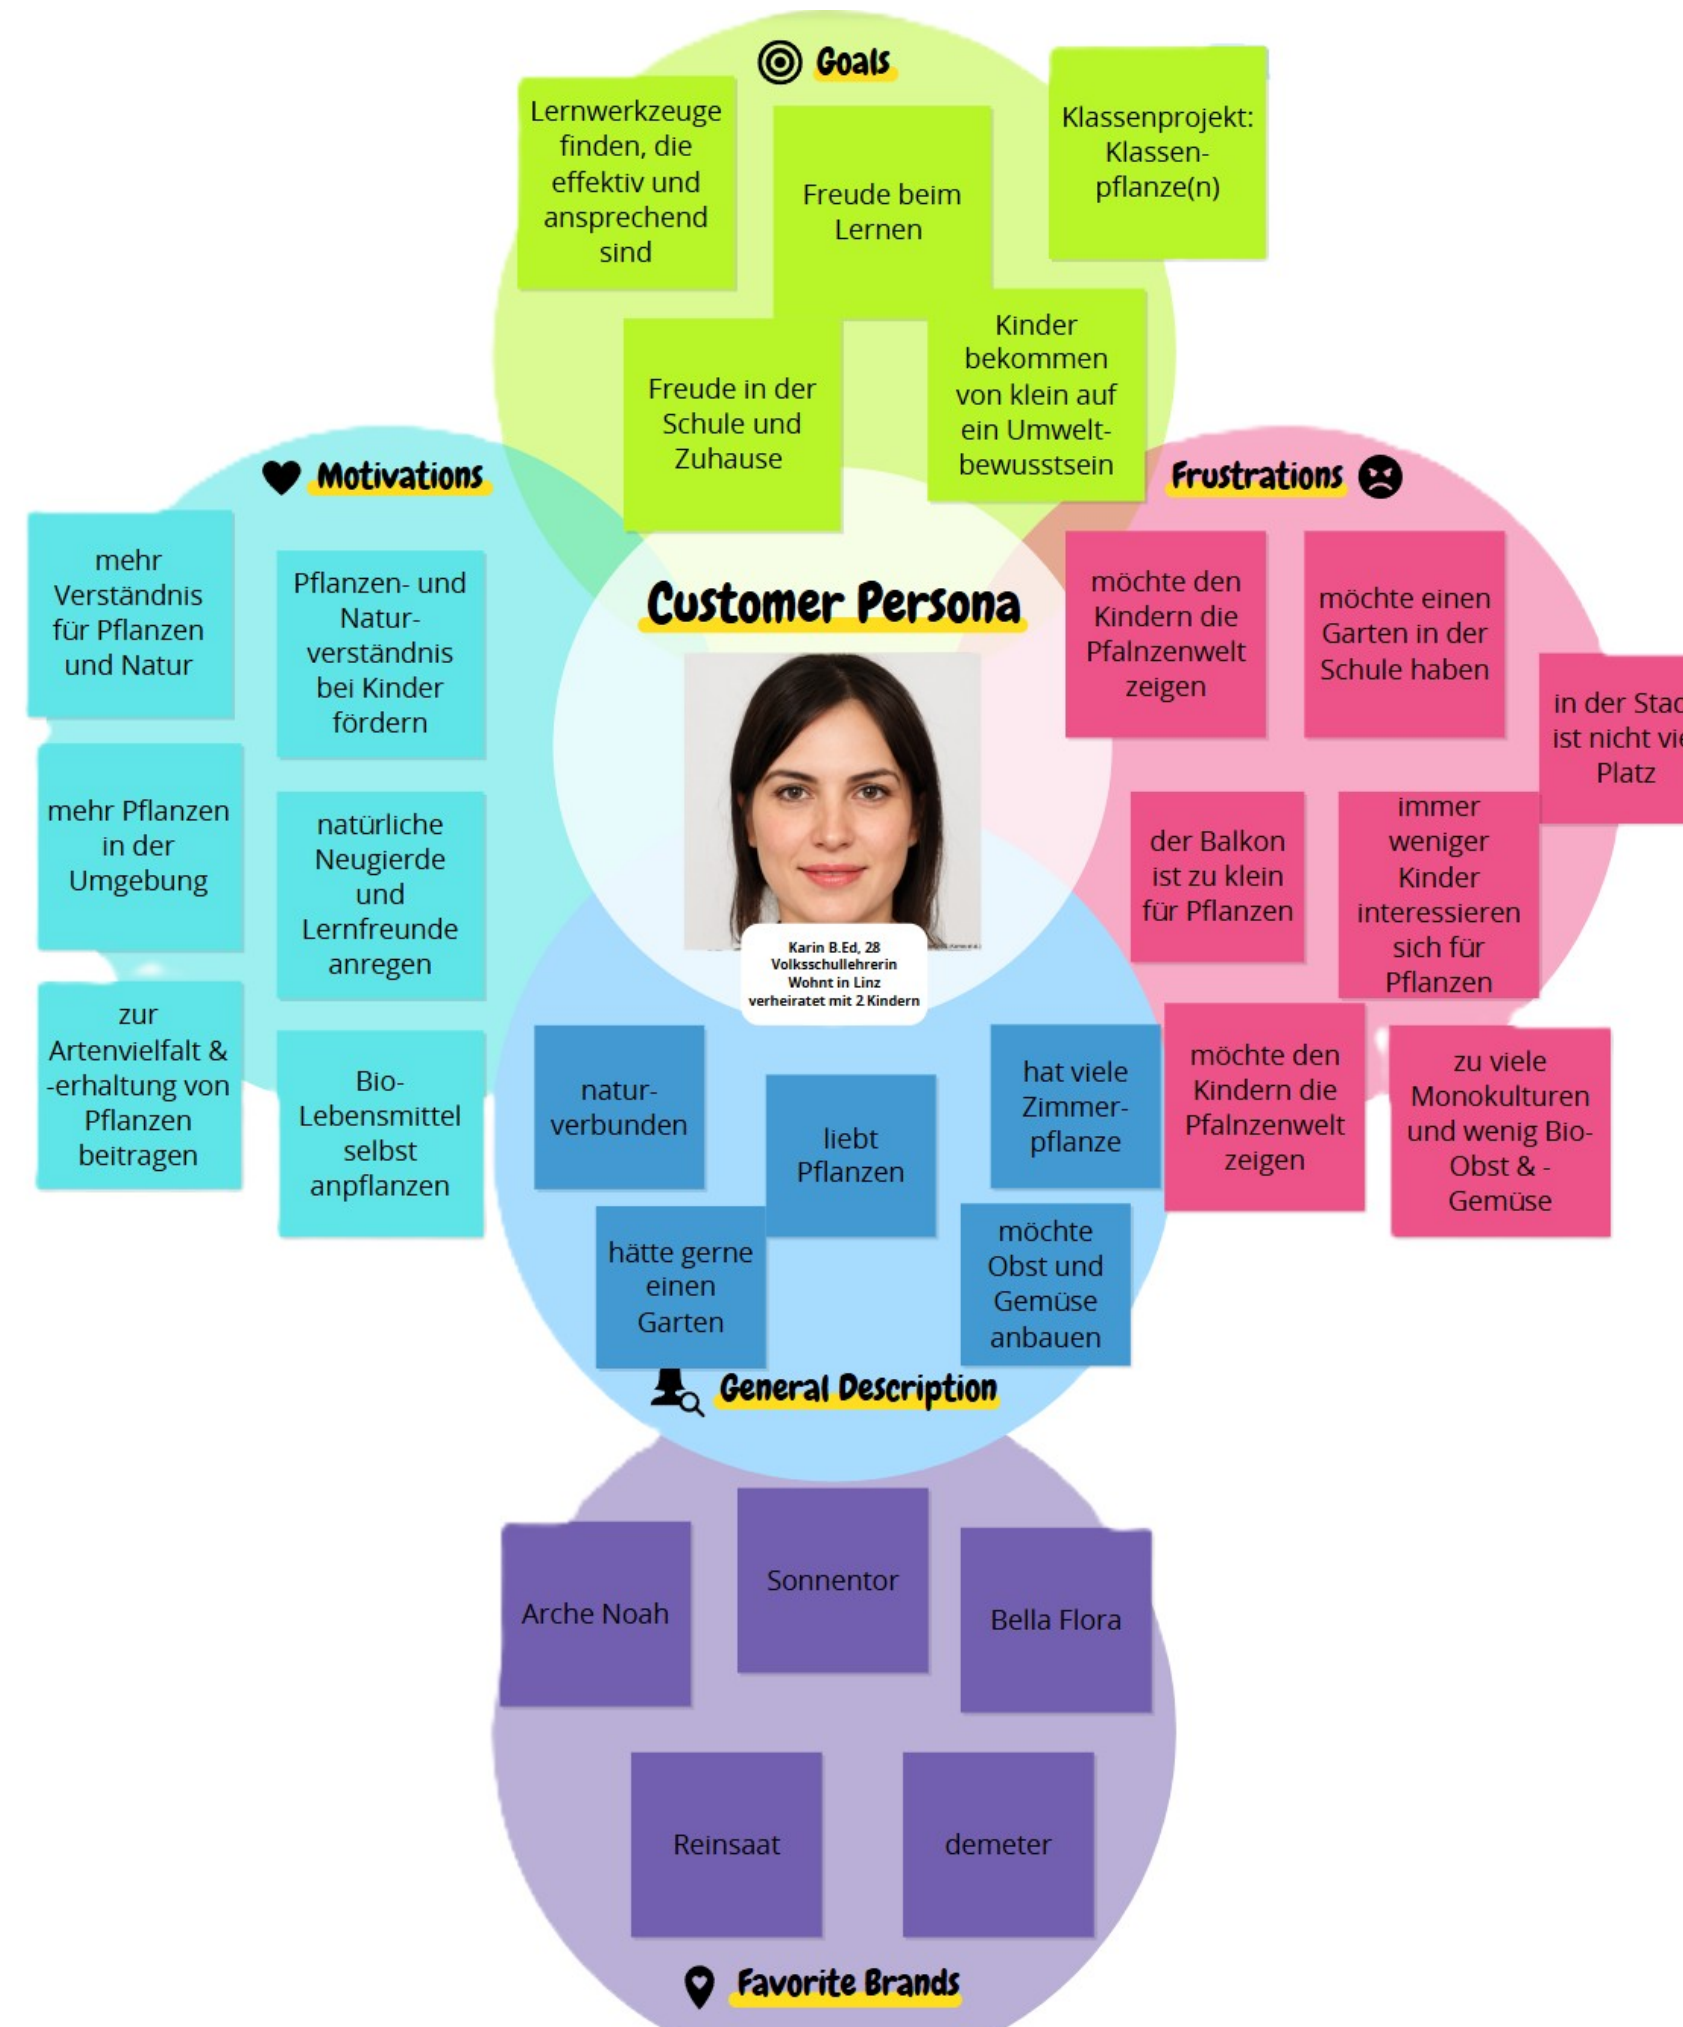 Goals
Lernwerkzeuge
finden, die
effektiv und
ansprechend
sind
Freude beim
Lernen
Klassenprojekt:
Klassen-
pflanze(n)
Freude in der
Schule und
Zuhause
Kinder
bekommen
von klein auf
ein Umwelt-
bewusstsein
Motivations
mehr
Verständnis
für Pflanzen
und Natur
Pflanzen- und
Natur-
verständnis
bei Kinder
fördern
mehr Pflanzen
in der
Umgebung
natürliche
Neugierde
und
Lernfreunde
anregen
zur
Artenvielfalt &
-erhaltung von
Pflanzen
beitragen
Bio-
Lebensmittel
selbst
anpflanzen
Customer Persona
Karin B.Ed, 28
Volksschullehrerin
Wohnt in Linz
verheiratet mit 2 Kindern
Frustrations
möchte den
Kindern die
Pfalnzenwelt
zeigen
möchte einen
Garten in der
Schule haben
in der
ist nicht
Platz
der Balkon
ist zu klein
für Pflanzen
immer
weniger
Kinder
interessieren
sich für
Pflanzen
möchte den
Kindern die
Pfalnzenwelt
zeigen
zu viele
Monokulturen
und wenig Bio-
Obst & -
Gemüse
natur-
verbunden
liebt
Pflanzen
hat viele
Zimmer-
pflanze
hätte gerne
einen
Garten
möchte
Obst und
Gemüse
anbauen
General Description
Arche Noah
Sonnentor
Bella Flora
Reinsaat
demeter
Favorite Brands